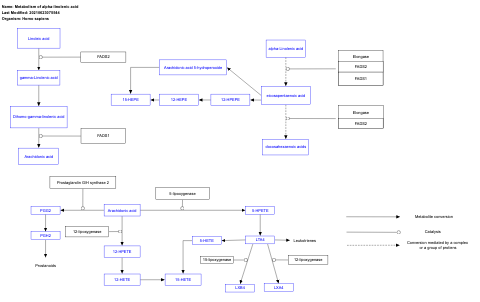 Name: Metabolism of alpha-linolenic acid
Last Modified: 20210623075844
Organism: Homo sapiens
Linoleic acid
FADS2
gamma-Linolenic acid
Dihomo-gamma-linolenic acid
FADS1
Arachidonic acid
alpha-Linolenic acid
Elongase
FADS2
FADS1
Arachidonic acid 5-hydroperoxide
15-HEPE
12-HEPE
12-HPEPE
eicosapentaenoic acid
Elongase
FADS2
docosahexaenoic acids
Prostaglandin G/H synthase 2
5-lipoxygenase
PGG2
Arachidonic acid
5-HPETE
12-lipoxygenase
PGH2
5-HETE
LTA4
Leukotrienes
12-HPETE
Prostanoids
15-lipoxygenase
12-lipoxygenase
12-HETE
15-HETE
LXB4
LXA4
Metabolite conversion
Catalysis
Conversion mediated by a complex
or a group of proteins